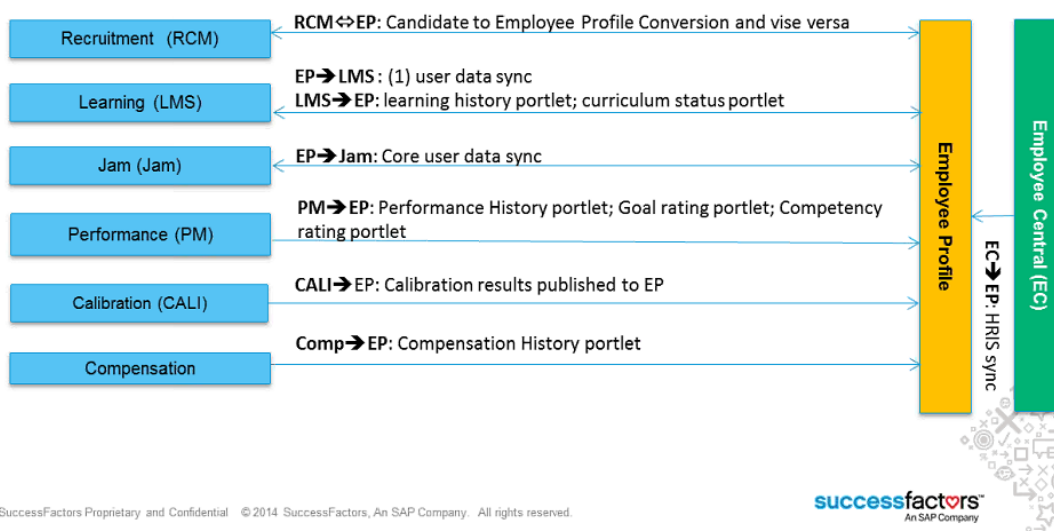 Recruitment (RCM)
RCM⇔EP: Candidate to Employee Profile Conversion and vise versa
Learning (LMS)
EP➔LMS : (1) user data sync
LMS➔EP: learning history portlet; curriculum status portlet
Jam (Jam)
EP➔Jam: Core user data sync
Performance (PM)
PM➔EP: Performance History portlet; Goal rating portlet; Competency
rating portlet
Calibration (CALI)
CALI➔EP: Calibration results published to EP
Compensation
Comp➔EP: Compensation History portlet
Employee Profile
EC➔EP: HRIS sync
Employee Central (EC)
SuccessFactors Proprietary and Confidential © 2014 SuccessFactors, An SAP Company. All rights reserved.
successfactors™
An SAP Company